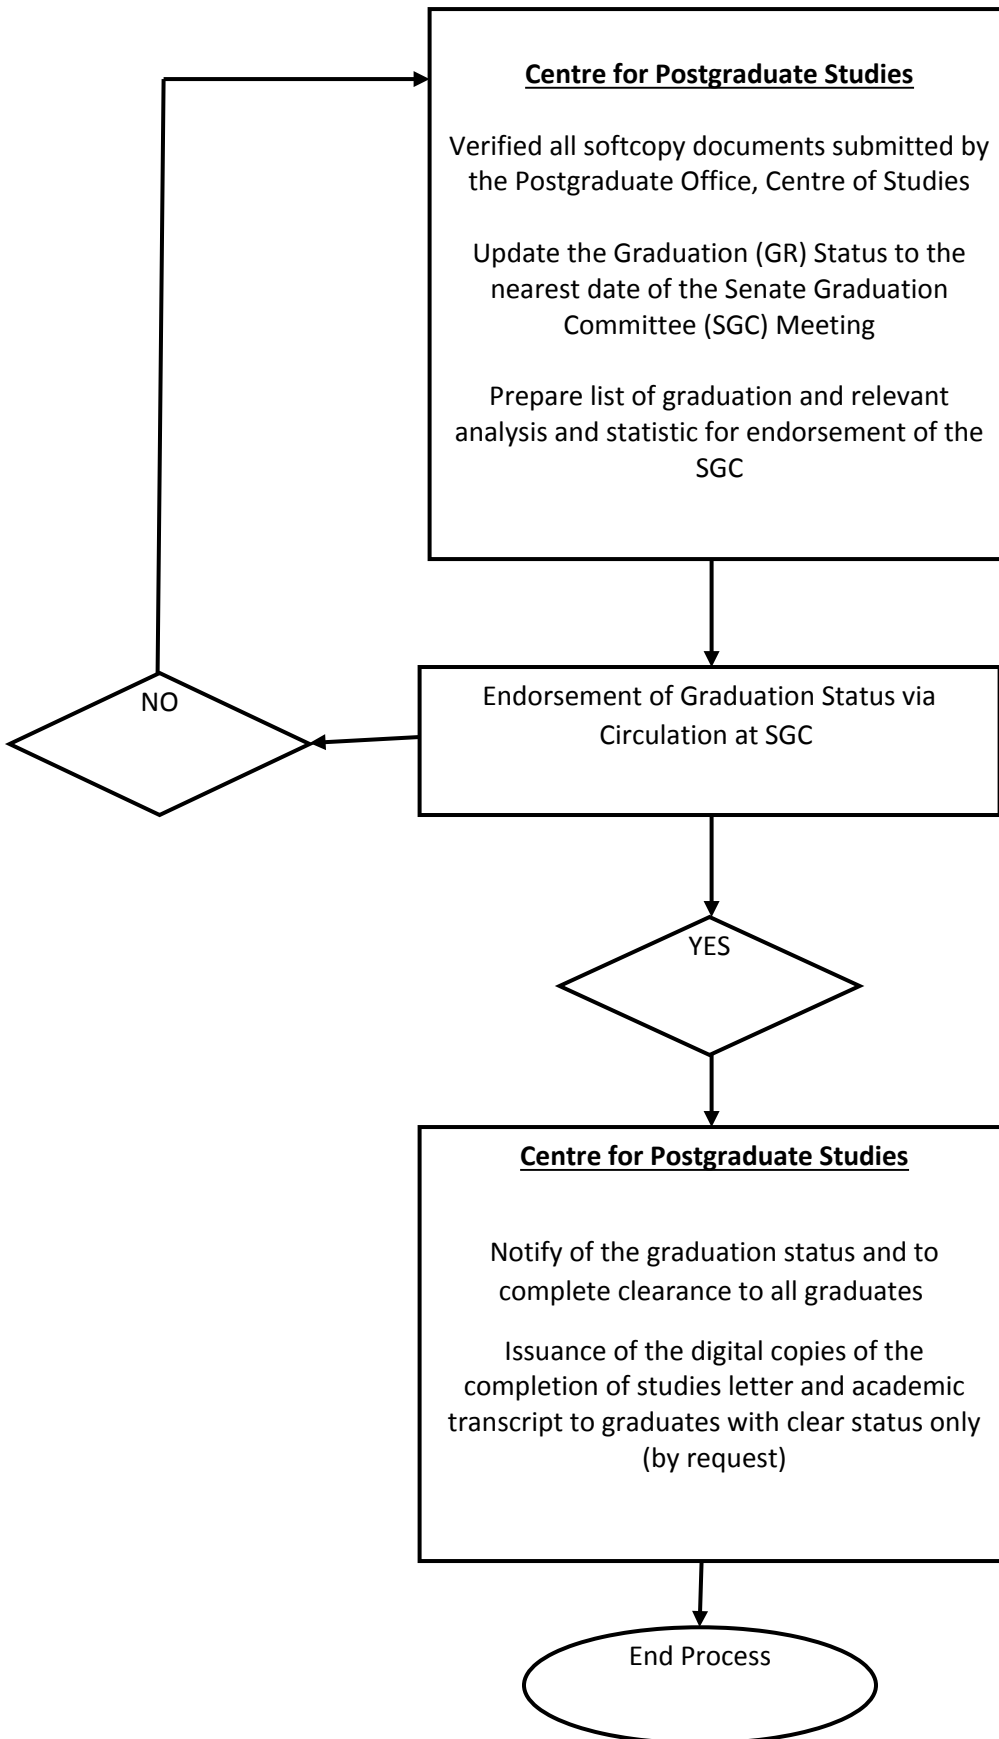 Centre for Postgraduate Studies
Verified all softcopy documents submitted by
the Postgraduate Office, Centre of Studies
Update the Graduation (GR) Status to the
nearest date of the Senate Graduation
Committee (SGC) Meeting
Prepare list of graduation and relevant
analysis and statistic for endorsement of the
SGC
Endorsement of Graduation Status via
Circulation at SGC
NO
YES
Centre for Postgraduate Studies
Notify of the graduation status and to
complete clearance to all graduates
Issuance of the digital copies of the
completion of studies letter and academic
transcript to graduates with clear status only
(by request)
End Process